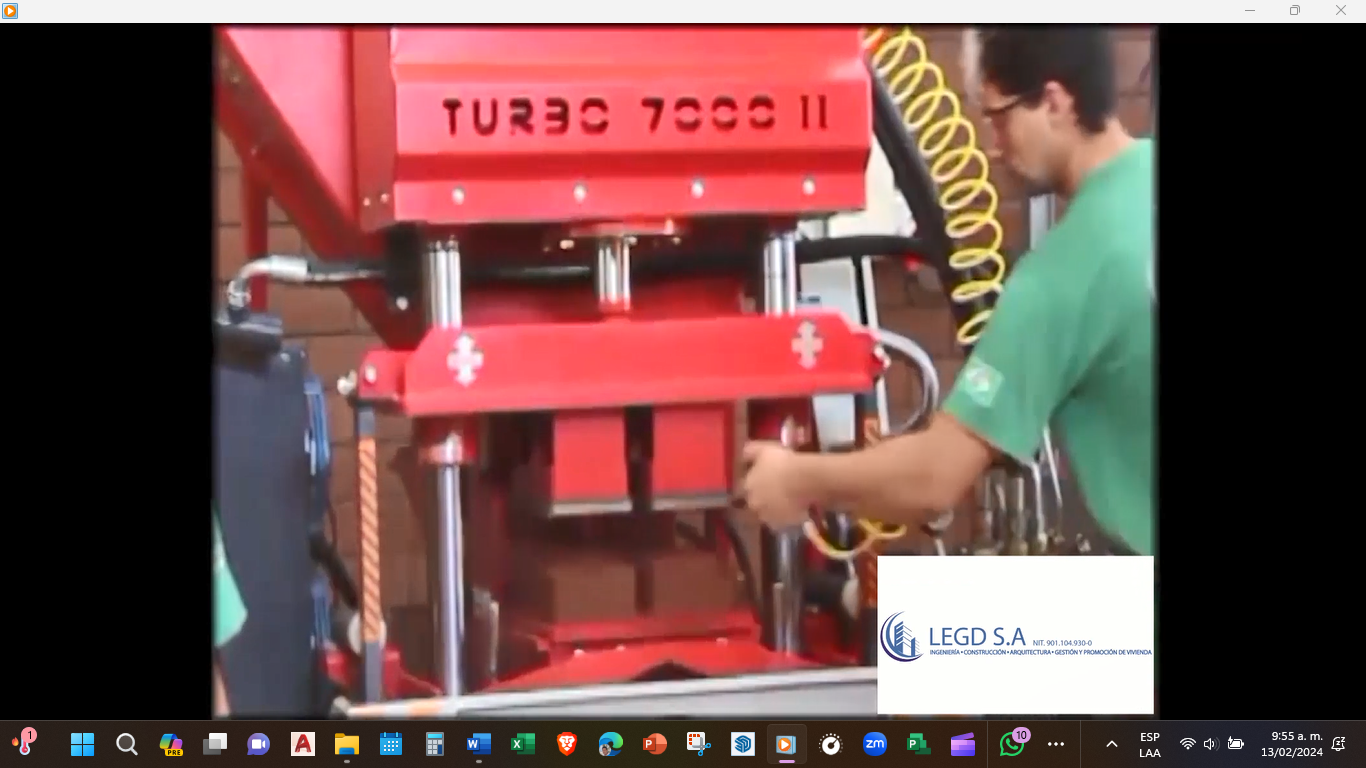 TURBO 7000 II
LEGD S.A NIT. 901.104.930-0
INGENIERÍA • CONSTRUCCIÓN • ARQUITECTURA • GESTIÓN Y PROMOCIÓN DE VIVIENDA
1
PRE
10
ESP
LAA
9:55 a. m.
13/02/2024
zm